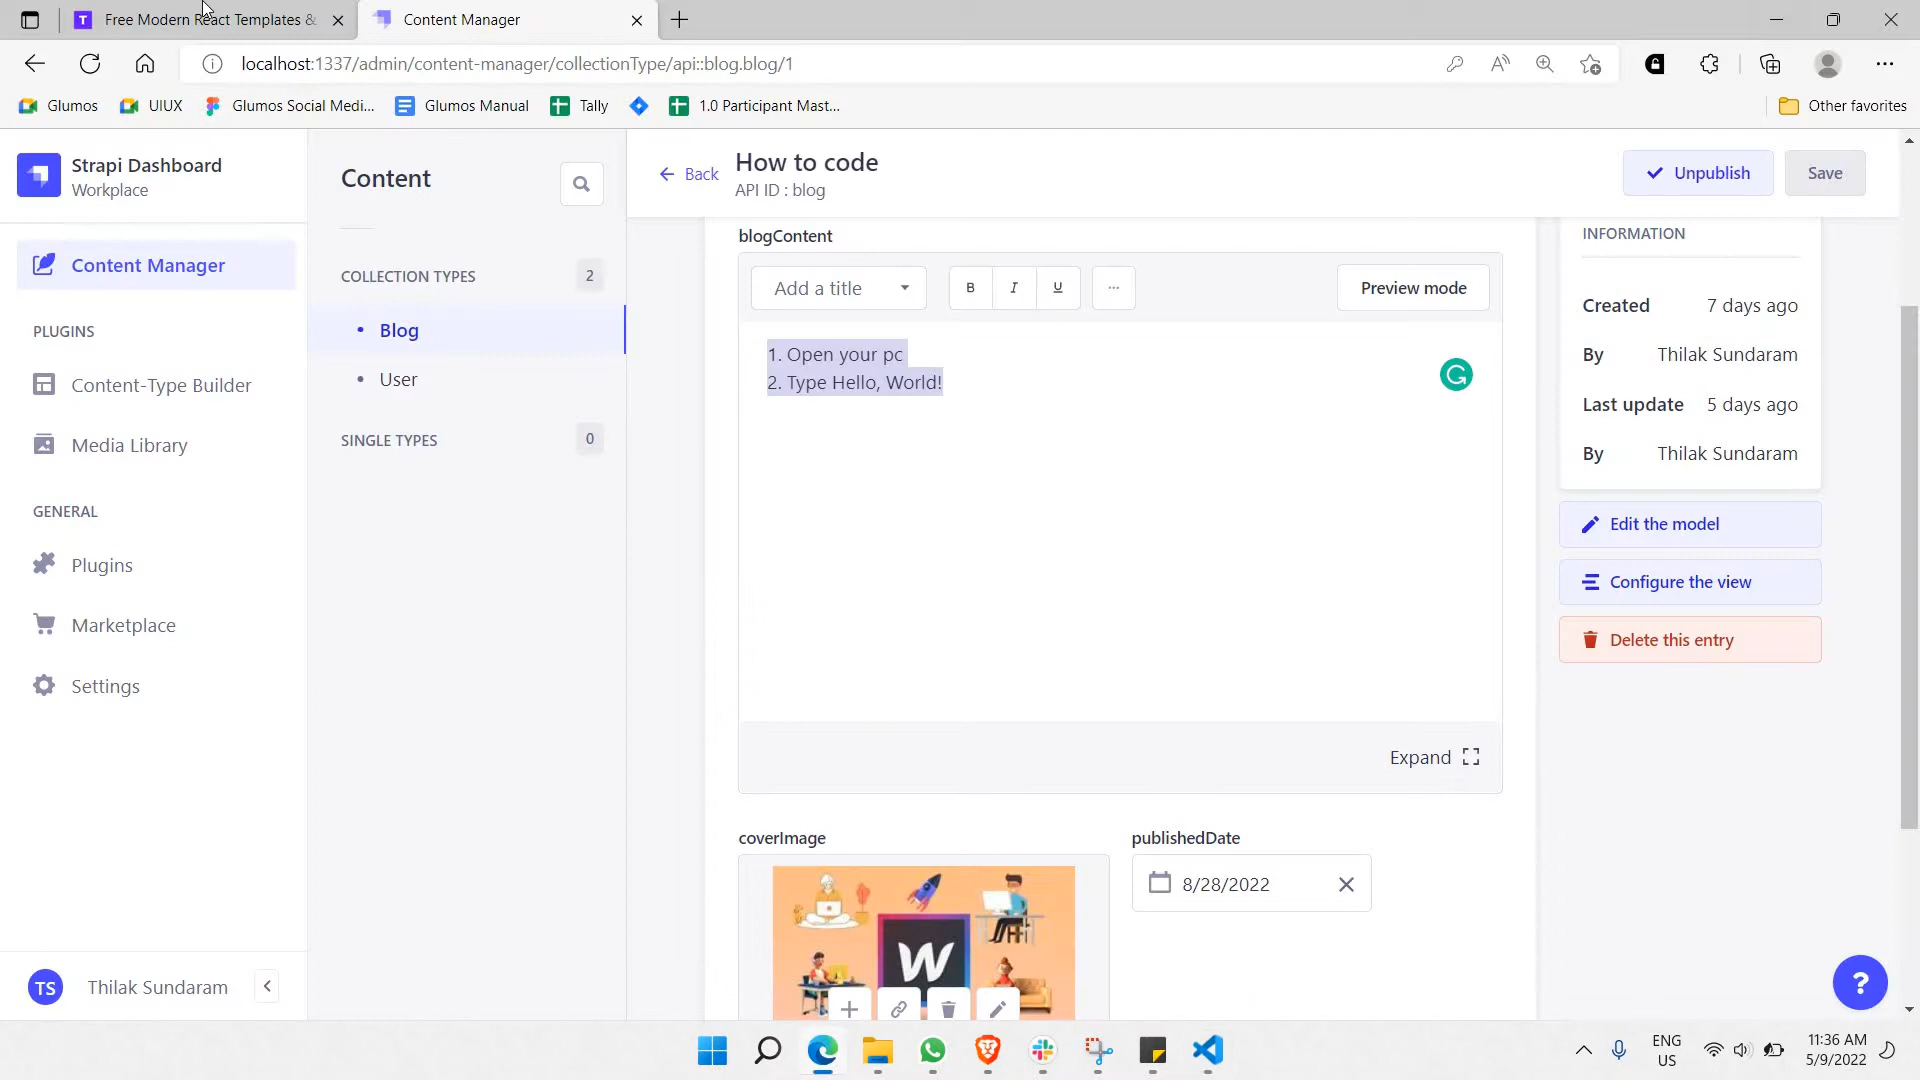 Free Modern React Templates &
Content Manager
localhost:1337/admin/content-manager/collectionType/api::blog.blog/1
Glumos
UIUX
Glumos Social Medi...
Glumos Manual
Tally
1.0 Participant Mast...
Other favorites
Strapi Dashboard
Workplace
Content Manager
PLUGINS
Content-Type Builder
Media Library
GENERAL
Plugins
Marketplace
Settings
TS
Thilak Sundaram
Content
COLLECTION TYPES
2
Blog
User
SINGLE TYPES
0
Back
How to code
API ID : blog
Unpublish
Save
blogContent
Add a title
B
I
U
...
Preview mode
1. Open your pc
2. Type Hello, World!
Expand
coverImage
W
publishedDate
8/28/2022
INFORMATION
Created
7 days ago
By
Thilak Sundaram
Last update
5 days ago
By
Thilak Sundaram
Edit the model
Configure the view
Delete this entry
?
ENG
US
11:36 AM
5/9/2022